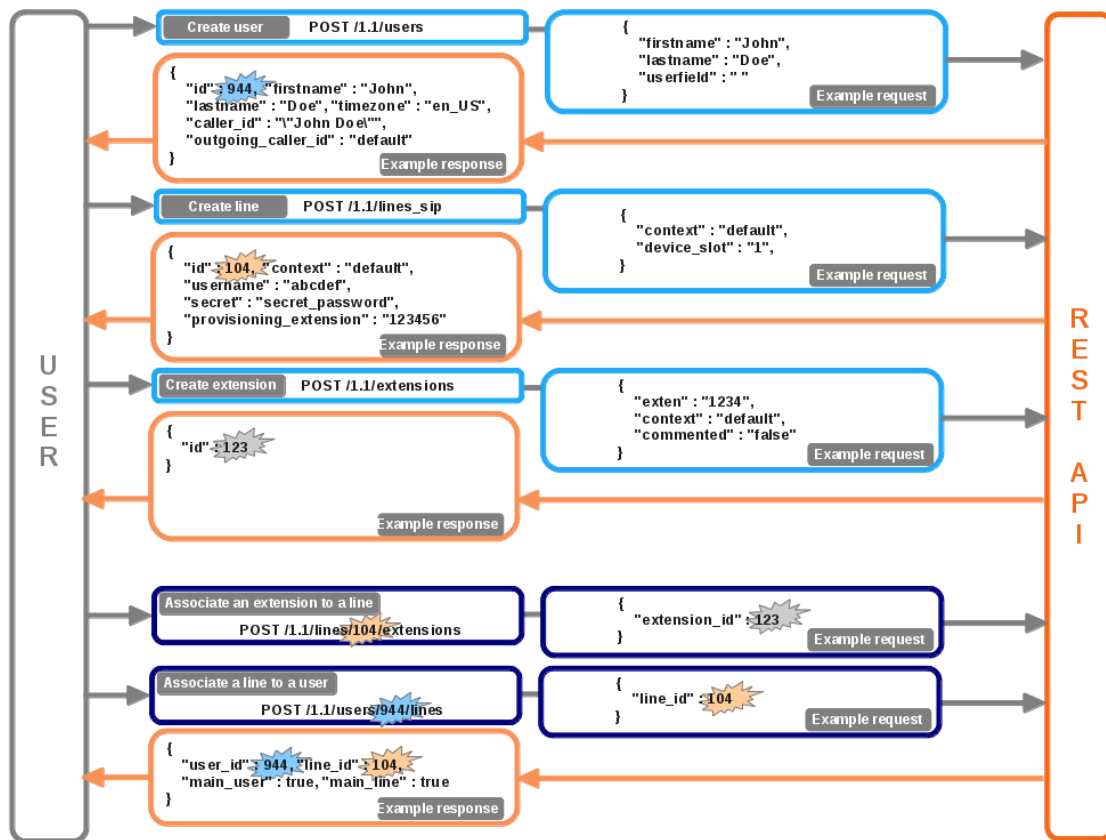 Create user POST /1.1/users
{
"firstname" : "John",
"lastname" : "Doe",
"userfield" : " "
}
Example request
{
"id" : 944, "firstname" : "John",
"lastname" : "Doe", "timezone" : "en_US",
"caller_id" : "\"John Doe\"",
"outgoing_caller_id" : "default"
}
Example response
Create line POST /1.1/lines_sip
{
"context" : "default",
"device_slot" : "1",
}
Example request
{
"id" : 104, "context" : "default",
"username" : "abcdef",
"secret" : "secret_password",
"provisioning_extension" : "123456"
}
Example response
USER
REST API
Create extension POST /1.1/extensions
{
"exten" : "1234",
"context" : "default",
"commented" : "false"
}
Example request
{
"id" : 123
}
Example response
Associate an extension to a line
POST /1.1/lines/104/extensions
{
"extension_id" : 123
}
Example request
Associate a line to a user
POST /1.1/users/944/lines
{
"line_id" : 104
}
Example request
{
"user_id" : 944, "line_id" : 104,
"main_user" : true, "main_line" : true
}
Example response